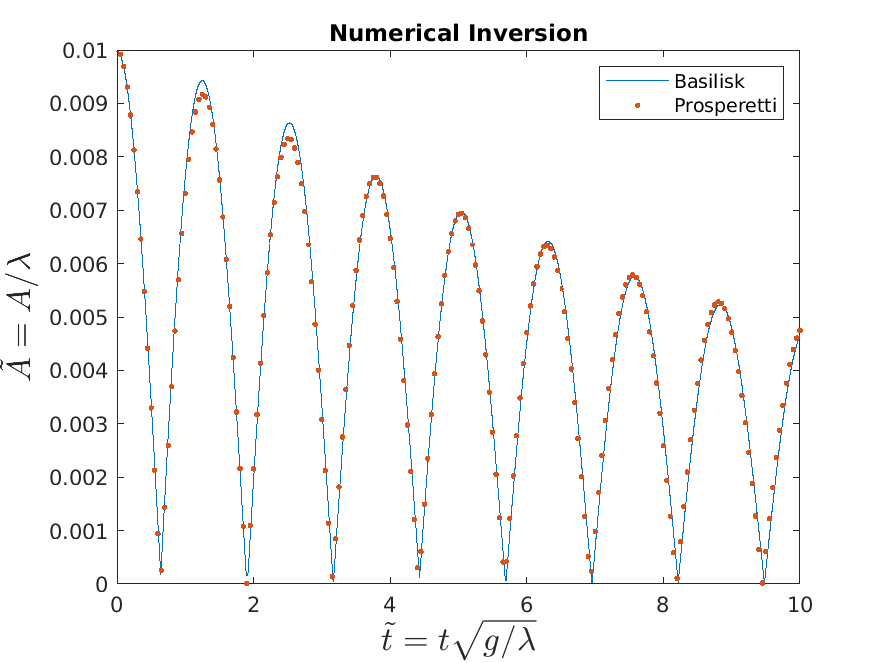 Numerical Inversion
0.01
0.009
0.008
0.007
0.006
0.005
0.004
0.003
0.002
0.001
0
Ã = A/λ
Basilisk
Prosperetti
0 2 4 6 8 10
t̃ = t√(g/λ)